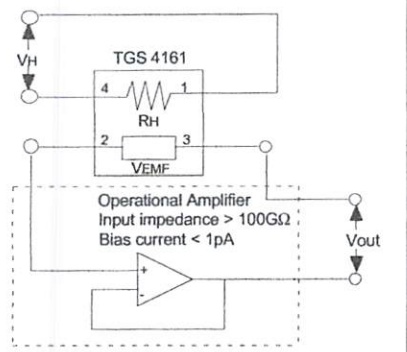 TGS 4161
VH
4
1
RH
2
3
VEMF
Operational Amplifier
Input impedance > 100GΩ
Bias current < 1pA
Vout
+
-